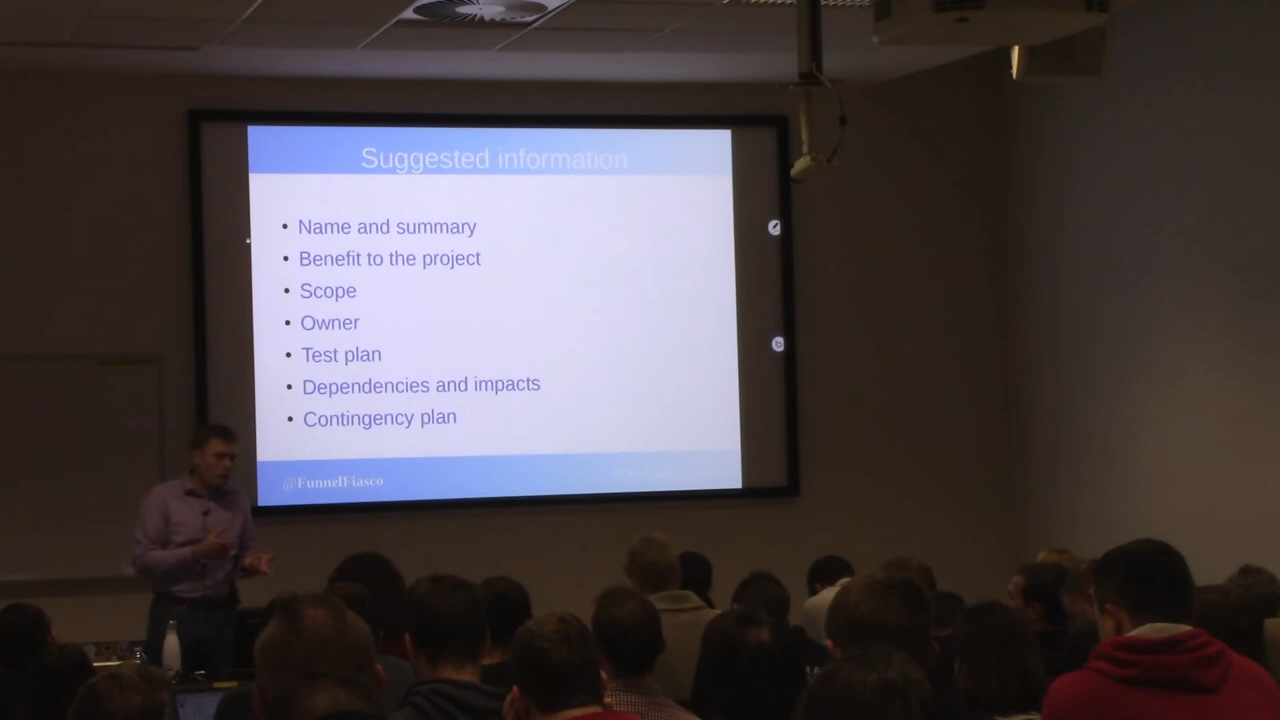 Suggested information
• Name and summary
• Benefit to the project
• Scope
• Owner
• Test plan
• Dependencies and impacts
• Contingency plan
@FunnelFiasco